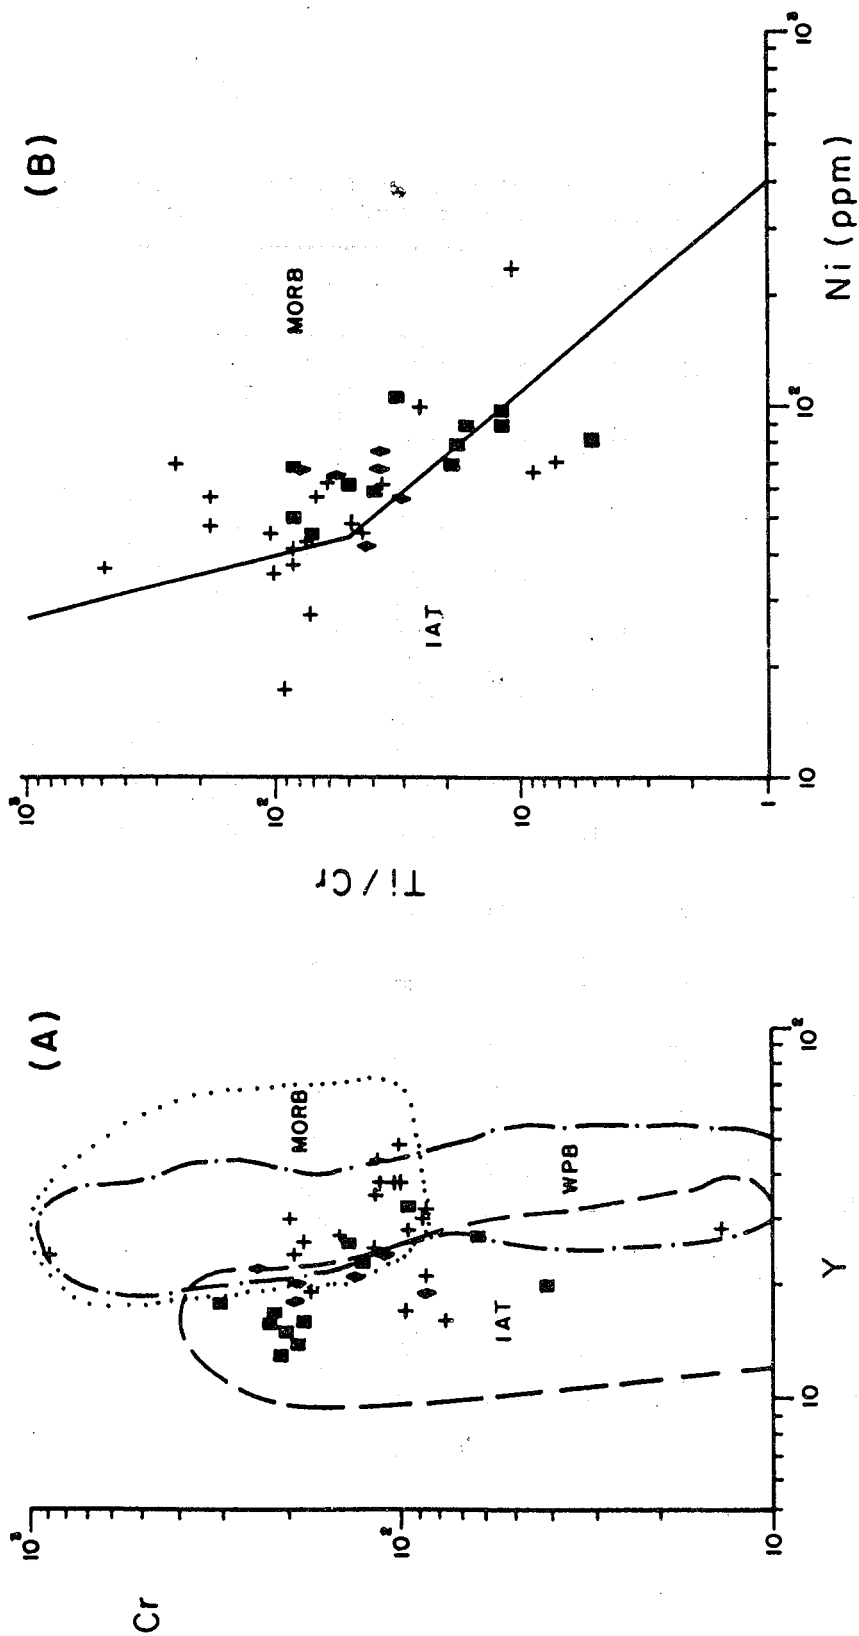 (A)
Cr
10³
10²
10
MORB
WPB
IAT
10
10²
Y
(B)
Ti/Cr
10³
10²
10
1
MORB
IAT
10
10²
10³
Ni (ppm)